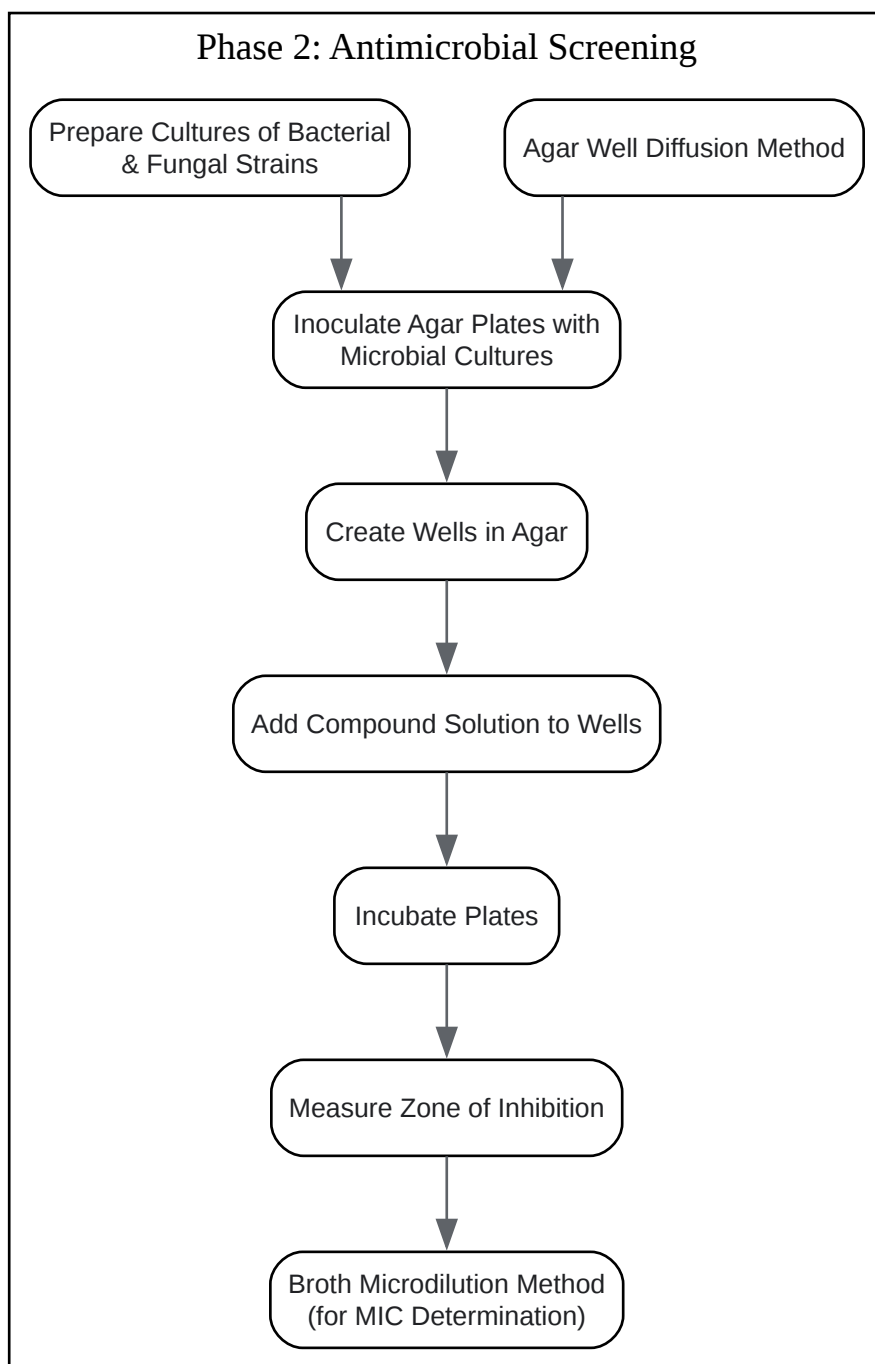 Phase 2: Antimicrobial Screening
Prepare Cultures of Bacterial
& Fungal Strains
Agar Well Diffusion Method
Inoculate Agar Plates with
Microbial Cultures
Create Wells in Agar
Add Compound Solution to Wells
Incubate Plates
Measure Zone of Inhibition
Broth Microdilution Method
(for MIC Determination)